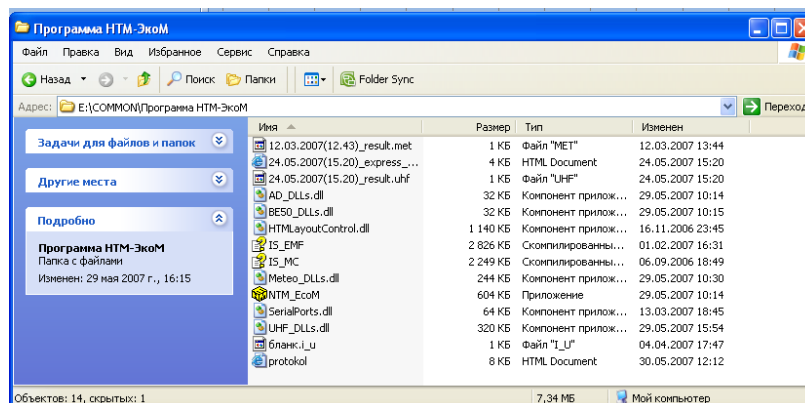 Программа НТМ-ЭкоМ
Файл Правка Вид Избранное Сервис Справка
Назад Поиск Папки Folder Sync
Адрес: E:\COMMON\Программа НТМ-ЭкоМ Переход
Имя Размер Тип Изменен
Задачи для файлов и папок
Другие места
Подробно
Программа НТМ-ЭкоМ
Папка с файлами
Изменен: 29 мая 2007 г., 16:15
12.03.2007(12.43)_result.met 1 КБ Файл "MET" 12.03.2007 13:44
24.05.2007(15.20)_express_... 4 КБ HTML Document 24.05.2007 15:20
24.05.2007(15.20)_result.uhf 1 КБ Файл "UHF" 24.05.2007 15:20
AD_DLLs.dll 32 КБ Компонент прилож... 29.05.2007 10:14
BE50_DLLs.dll 32 КБ Компонент прилож... 29.05.2007 10:15
HTMLayoutControl.dll 1 140 КБ Компонент прилож... 16.11.2006 23:45
IS_EMF 2 826 КБ Скомпилированны... 01.02.2007 16:31
IS_MC 2 249 КБ Скомпилированны... 06.09.2006 18:49
Meteo_DLLs.dll 244 КБ Компонент прилож... 29.05.2007 10:30
NTM_EcoM 604 КБ Приложение 29.05.2007 10:14
SerialPorts.dll 64 КБ Компонент прилож... 13.03.2007 18:45
UHF_DLLs.dll 320 КБ Компонент прилож... 29.05.2007 15:54
бланк.i_u 1 КБ Файл "I_U" 04.04.2007 17:47
protokol 8 КБ HTML Document 30.05.2007 12:12
Объектов: 14, скрытых: 1 7,34 МБ Мой компьютер